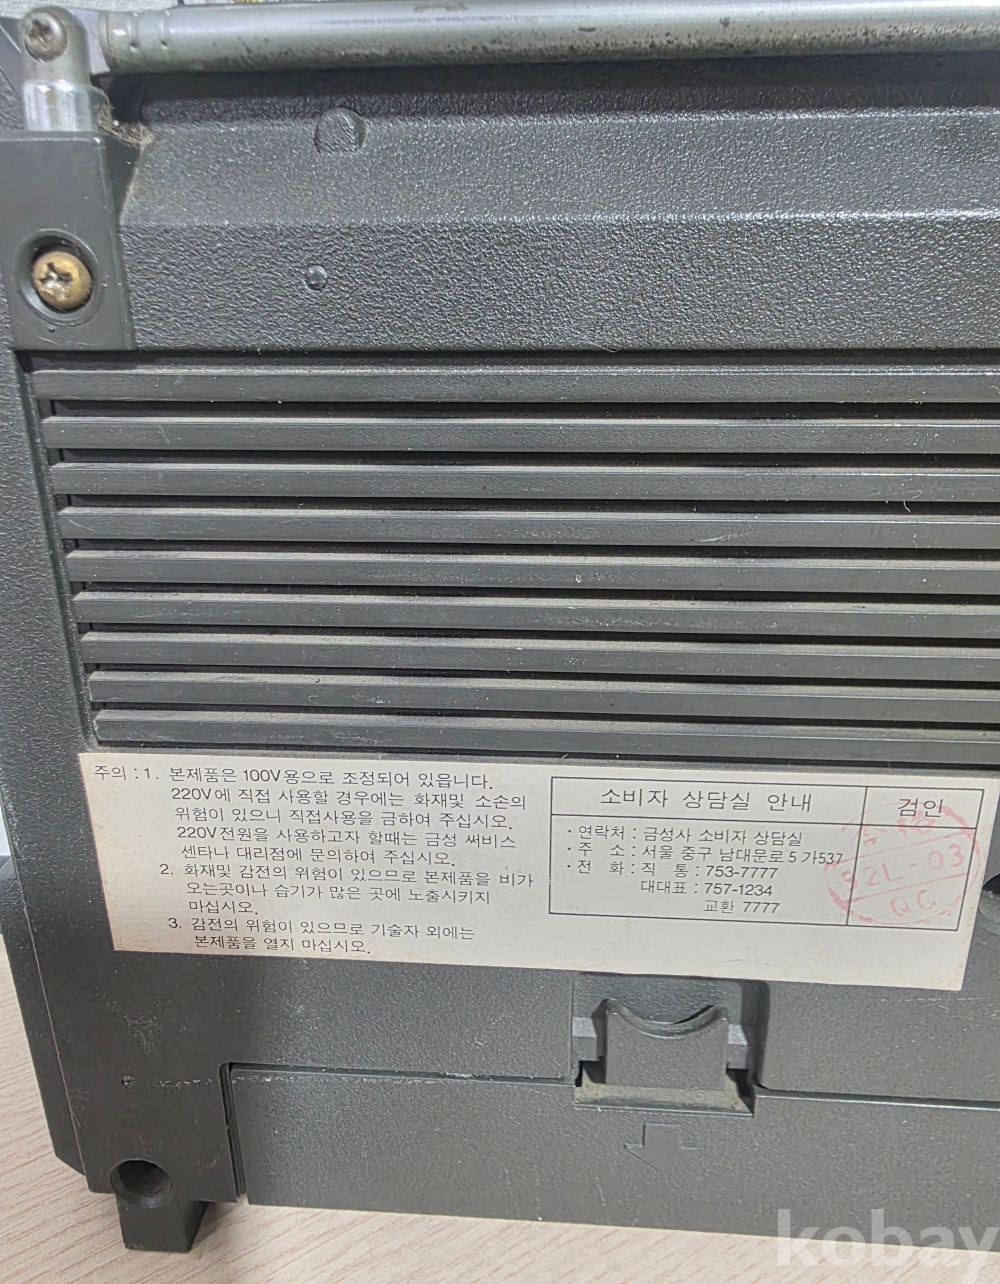 주의 : 1. 본제품은 100V용으로 조정되어 있읍니다.
220V에 직접 사용할 경우에는 화재및 소손의
위험이 있으니 직접사용을 금하여 주십시오.
220V전원을 사용하고자 할때는 금성 써비스
센타나 대리점에 문의하여 주십시오.
2. 화재및 감전의 위험이 있으므로 본제품을 비가
오는곳이나 습기가 많은 곳에 노출시키지
마십시오.
3. 감전의 위험이 있으므로 기술자 외에는
본제품을 열지 마십시오.
소비자 상담실 안내
· 연락처 : 금성사 소비자 상담실
· 주 소 : 서울 중구 남대문로 5가537
· 전 화 : 직 통 : 753-7777
대대표 : 757-1234
교환 7777
검인
32L-03
QC
kobay